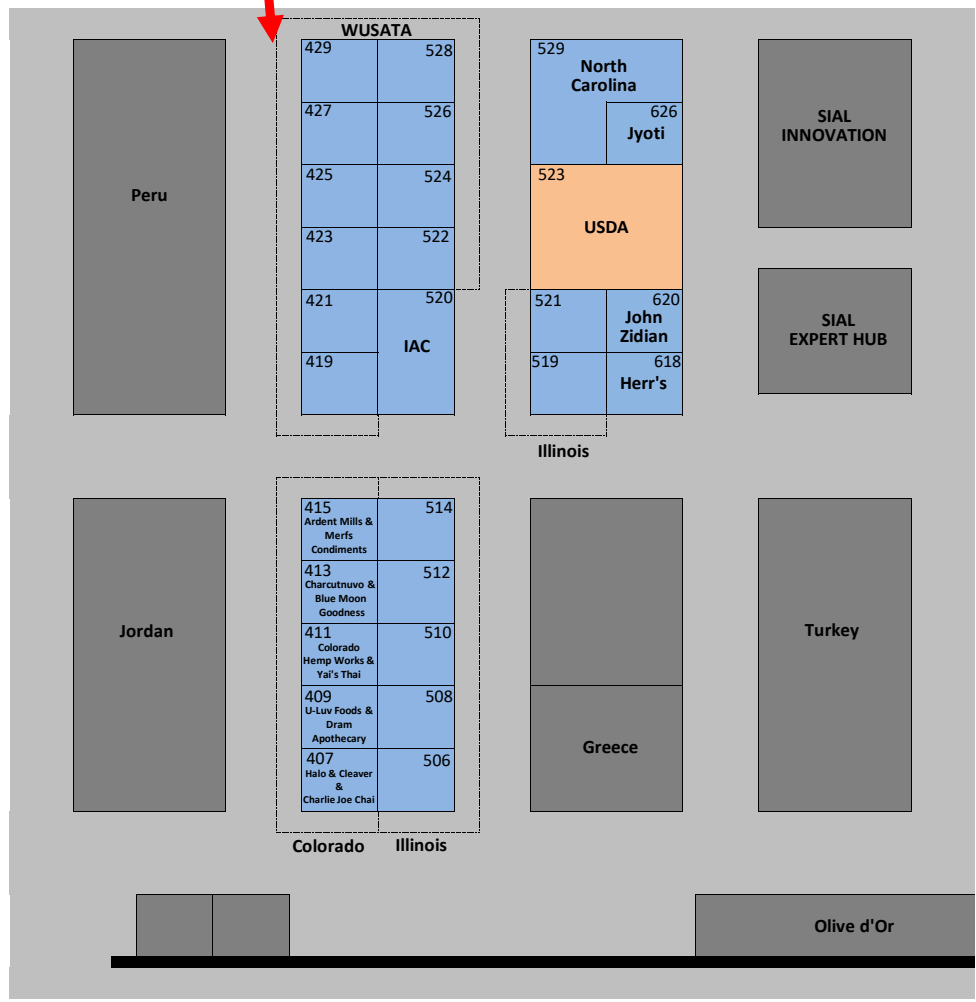 WUSATA
429
528
529
North
Carolina
427
526
626
Jyoti
SIAL
INNOVATION
Peru
425
524
523
USDA
423
522
421
520
IAC
521
620
John
Zidian
SIAL
EXPERT HUB
419
519
618
Herr's
Illinois
415
Ardent Mills &
Merfs
Condiments
514
413
Charcutnuvo &
Blue Moon
Goodness
512
Jordan
411
Colorado
Hemp Works &
Yai's Thai
510
Turkey
409
U-Luv Foods &
Dram
Apothecary
508
Greece
407
Halo & Cleaver
&
Charlie Joe Chai
506
Colorado
Illinois
Olive d'Or